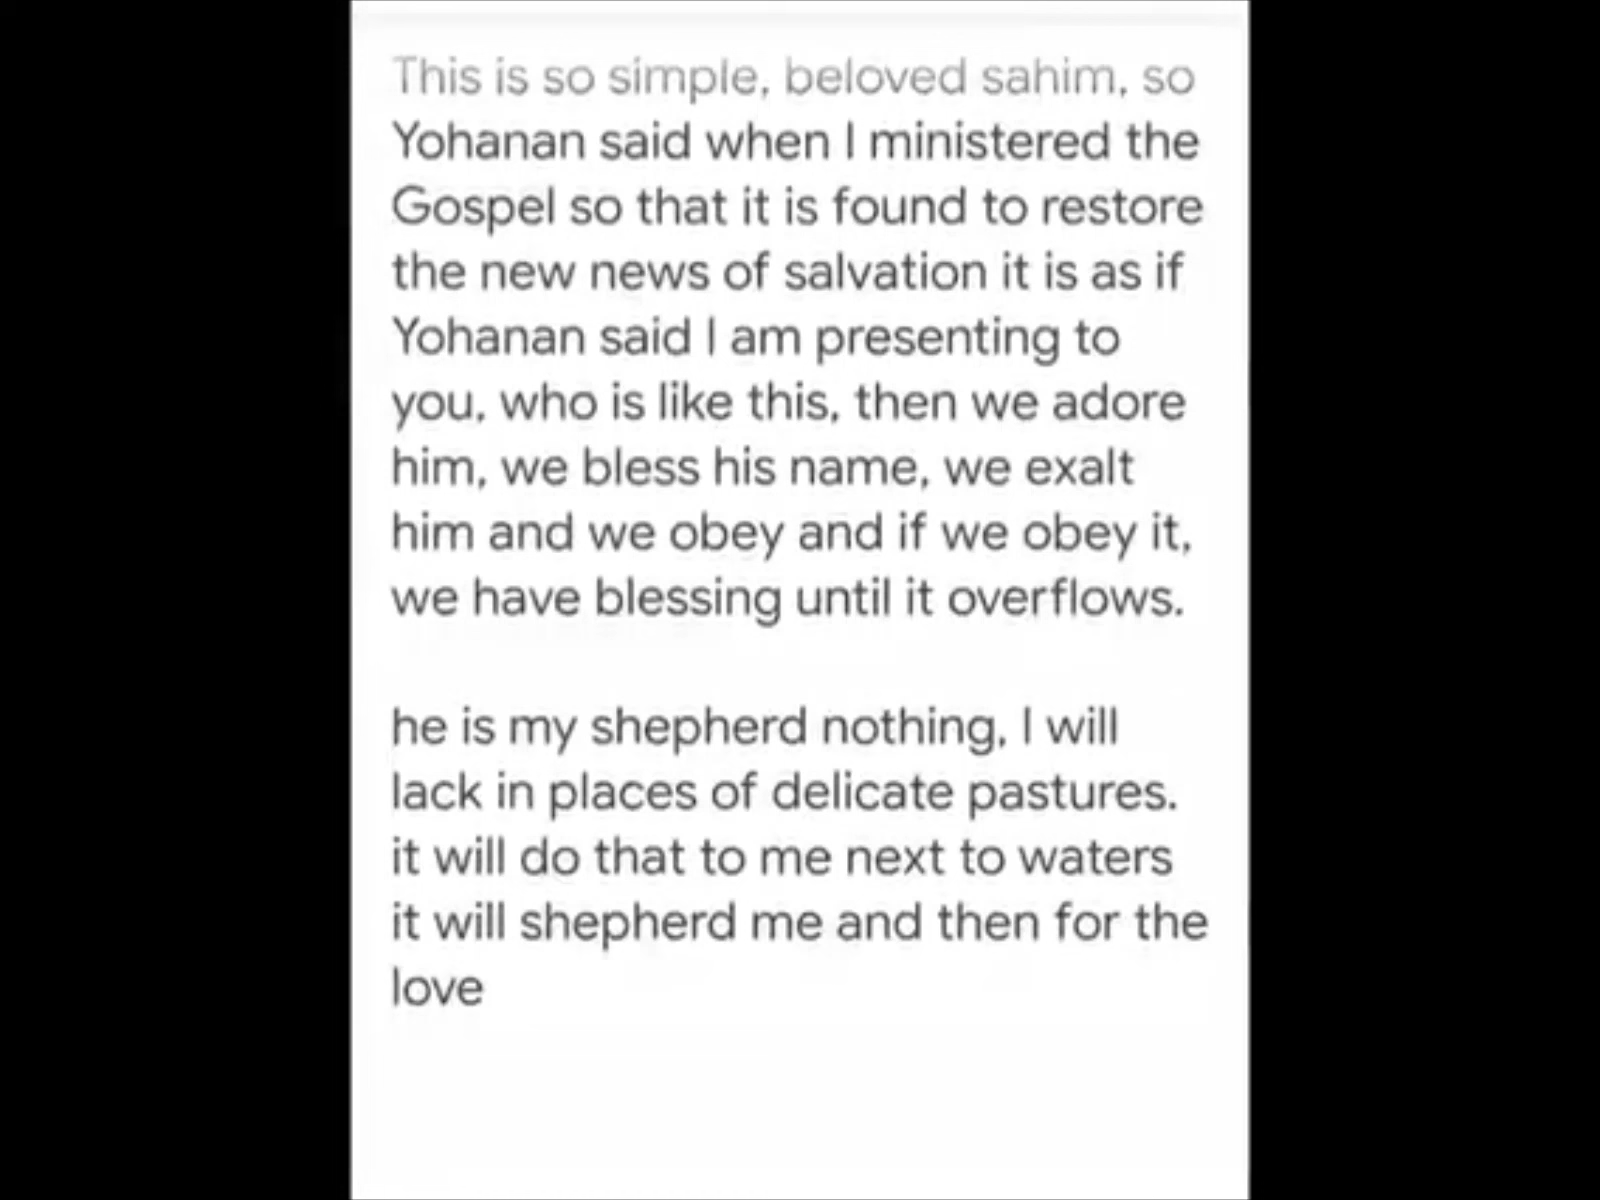 This is so simple, beloved sahim, so
Yohanan said when I ministered the
Gospel so that it is found to restore
the new news of salvation it is as if
Yohanan said I am presenting to
you, who is like this, then we adore
him, we bless his name, we exalt
him and we obey and if we obey it,
we have blessing until it overflows.
he is my shepherd nothing, I will
lack in places of delicate pastures.
it will do that to me next to waters
it will shepherd me and then for the
love